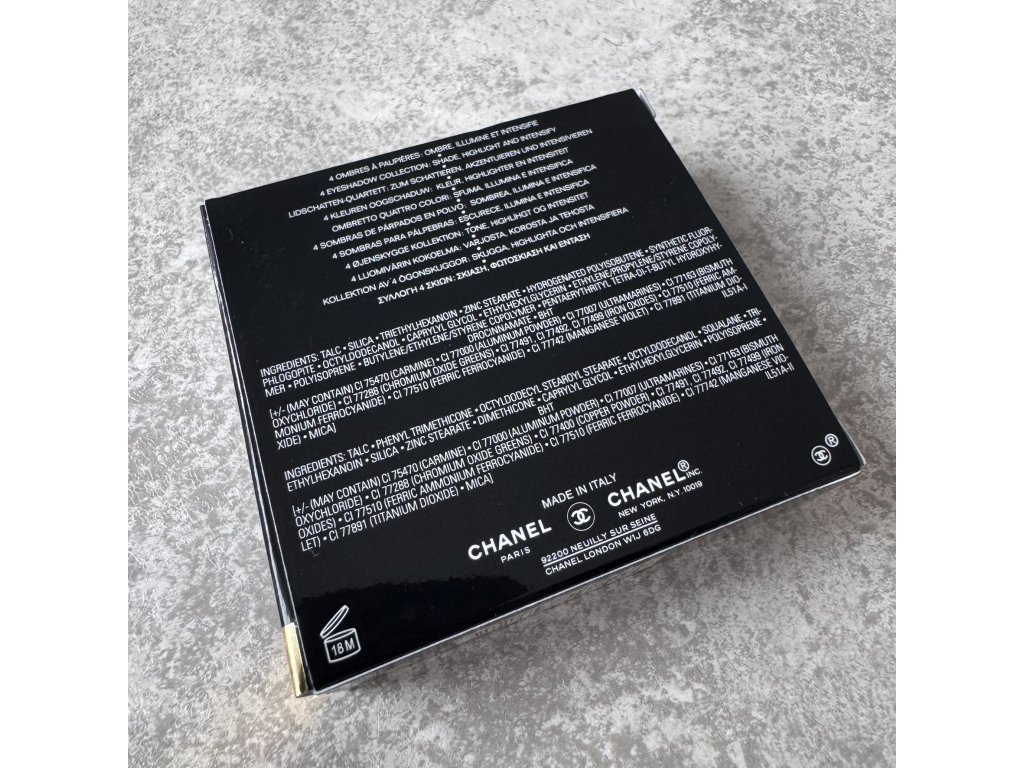 4 OMBRES À PAUPIÈRES: OMBRE, ILLUMINE ET INTENSIFIE
4 EYESHADOW COLLECTION: SHADE, HIGHLIGHT AND INTENSIFY
LIDSCHATTEN-QUARTETT: ZUM SCHATTIEREN, AKZENTUIEREN UND INTENSIVIEREN
4 KLEUREN OOGSCHADUW: KLEUR, HIGHLIGHTER EN INTENSITEIT
OMBRETTO QUATTRO COLORI: SFUMA, ILLUMINA E INTENSIFICA
4 SOMBRAS DE PÁRPADOS EN POLVO: SOMBREA, ILUMINA E INTENSIFICA
4 SOMBRAS PARA PÁLPEBRAS: ESCURECE, ILUMINA E INTENSIFICA
4 ØJENSKYGGE KOLLEKTION: TONE, HIGHLIHGT OG INTENSITET
4 LUOMIVÄRIN KOKOELMA: VARJOSTA, KOROSTA JA TEHOSTA
KOLLEKTION AV 4 ÖGONSKUGGOR: SKUGGA, HIGHLIGHTA OCH INTENSIFIERA
ΣΥΛΛΟΓΗ 4 ΣΚΙΩΝ: ΣΚΙΑΣΗ, ΦΩΤΟΣΚΙΑΣΗ ΚΑΙ ΕΝΤΑΣΗ
INGREDIENTS: TALC • SILICA • TRIETHYLHEXANOIN • ZINC STEARATE • HYDROGENATED POLYISOBUTENE • SYNTHETIC FLUOR-
PHLOGOPITE • OCTYLDODECANOL • CAPRYLYL GLYCOL • ETHYLHEXYLGLYCERIN • ETHYLENE/PROPYLENE/STYRENE COPOLY-
MER • POLYISOPRENE • BUTYLENE/ETHYLENE/STYRENE COPOLYMER • PENTAERYTHRITYL TETRA-DI-T-BUTYL HYDROXYHY-
DROCINNAMATE • BHT
[+/- (MAY CONTAIN) CI 75470 (CARMINE) • CI 77000 (ALUMINUM POWDER) • CI 77007 (ULTRAMARINES) • CI 77163 (BISMUTH
OXYCHLORIDE) • CI 77288 (CHROMIUM OXIDE GREENS) • CI 77491, CI 77492, CI 77499 (IRON OXIDES) • CI 77510 (FERRIC AM-
MONIUM FERROCYANIDE) • CI 77510 (FERRIC FERROCYANIDE) • CI 77742 (MANGANESE VIOLET) • CI 77891 (TITANIUM DIO-
XIDE) • MICA] IL51A-I
INGREDIENTS: TALC • PHENYL TRIMETHICONE • OCTYLDODECYL STEAROYL STEARATE • OCTYLDODECANOL • SQUALANE • TRI-
ETHYLHEXANOIN • SILICA • ZINC STEARATE • DIMETHICONE • CAPRYLYL GLYCOL • ETHYLHEXYLGLYCERIN • POLYISOPRENE •
BHT
[+/- (MAY CONTAIN) CI 75470 (CARMINE) • CI 77000 (ALUMINUM POWDER) • CI 77007 (ULTRAMARINES) • CI 77163 (BISMUTH
OXYCHLORIDE) • CI 77288 (CHROMIUM OXIDE GREENS) • CI 77400 (COPPER POWDER) • CI 77491, CI 77492, CI 77499 (IRON
OXIDES) • CI 77510 (FERRIC AMMONIUM FERROCYANIDE) • CI 77510 (FERRIC FERROCYANIDE) • CI 77742 (MANGANESE VIO-
LET) • CI 77891 (TITANIUM DIOXIDE) • MICA] IL51A-II
MADE IN ITALY
CHANEL CHANEL® INC.
PARIS NEW YORK, N.Y. 10019
92200 NEUILLY SUR SEINE
CHANEL LONDON W1J 6DG
®
18 M